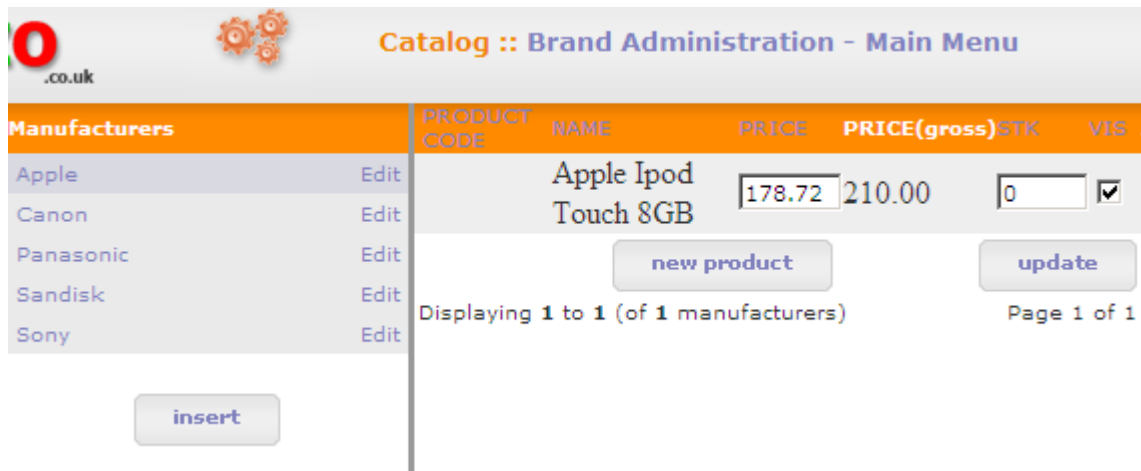 .co.uk
Catalog :: Brand Administration - Main Menu
Manufacturers
Apple Edit
Canon Edit
Panasonic Edit
Sandisk Edit
Sony Edit
insert
PRODUCT CODE NAME PRICE PRICE(gross) STK VIS
Apple Ipod
Touch 8GB 178.72 210.00 0
new product update
Displaying 1 to 1 (of 1 manufacturers) Page 1 of 1